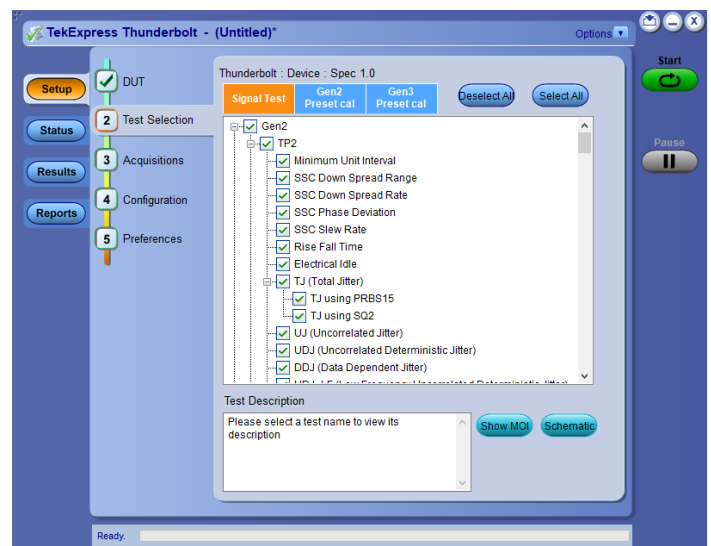 TekExpress Thunderbolt - (Untitled)*
Options
Start
Pause
Setup
Status
Results
Reports
DUT
2 Test Selection
3 Acquisitions
4 Configuration
5 Preferences
Thunderbolt : Device : Spec 1.0
Signal Test
Gen2
Preset cal
Gen3
Preset cal
Deselect All
Select All
Gen2
TP2
Minimum Unit Interval
SSC Down Spread Range
SSC Down Spread Rate
SSC Phase Deviation
SSC Slew Rate
Rise Fall Time
Electrical Idle
TJ (Total Jitter)
TJ using PRBS15
TJ using SQ2
UJ (Uncorrelated Jitter)
UDJ (Uncorrelated Deterministic Jitter)
DDJ (Data Dependent Jitter)
Test Description
Please select a test name to view its
description
Show MOI
Schematic
Ready.